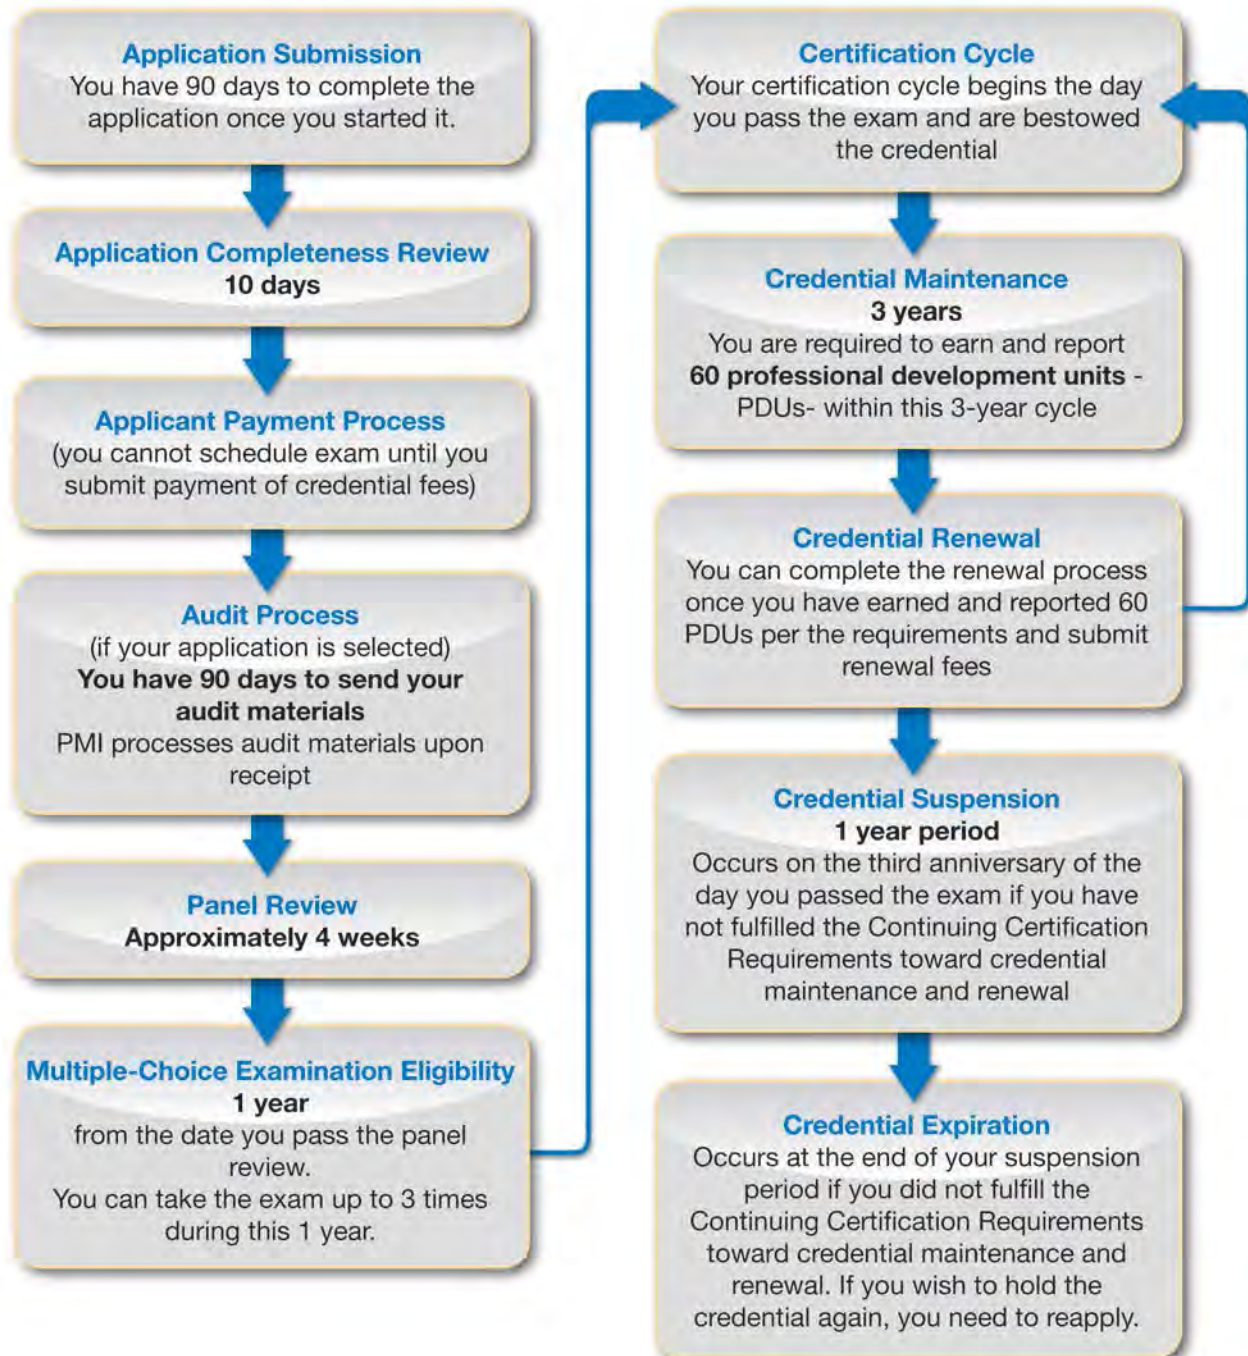 Application Submission
You have 90 days to complete the
application once you started it.
Application Completeness Review
10 days
Applicant Payment Process
(you cannot schedule exam until you
submit payment of credential fees)
Audit Process
(if your application is selected)
You have 90 days to send your
audit materials
PMI processes audit materials upon
receipt
Panel Review
Approximately 4 weeks
Multiple-Choice Examination Eligibility
1 year
from the date you pass the panel
review.
You can take the exam up to 3 times
during this 1 year.
Certification Cycle
Your certification cycle begins the day
you pass the exam and are bestowed
the credential
Credential Maintenance
3 years
You are required to earn and report
60 professional development units -
PDUs- within this 3-year cycle
Credential Renewal
You can complete the renewal process
once you have earned and reported 60
PDUs per the requirements and submit
renewal fees
Credential Suspension
1 year period
Occurs on the third anniversary of the
day you passed the exam if you have
not fulfilled the Continuing Certification
Requirements toward credential
maintenance and renewal
Credential Expiration
Occurs at the end of your suspension
period if you did not fulfill the
Continuing Certification Requirements
toward credential maintenance and
renewal. If you wish to hold the
credential again, you need to reapply.